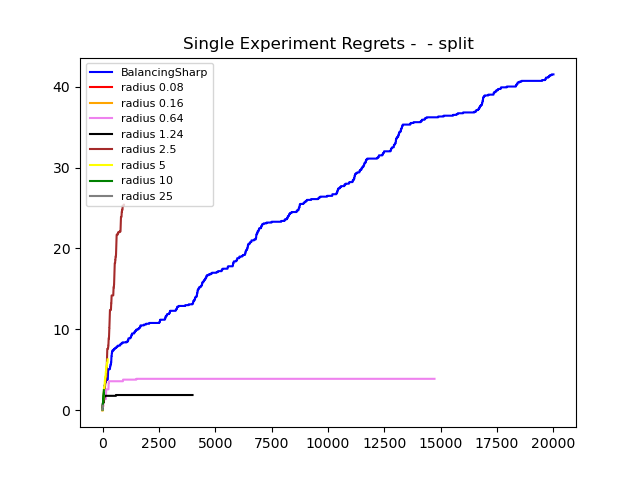 Single Experiment Regrets -  - split
BalancingSharp
radius 0.08
radius 0.16
radius 0.64
radius 1.24
radius 2.5
radius 5
radius 10
radius 25
40
30
20
10
0
0 2500 5000 7500 10000 12500 15000 17500 20000